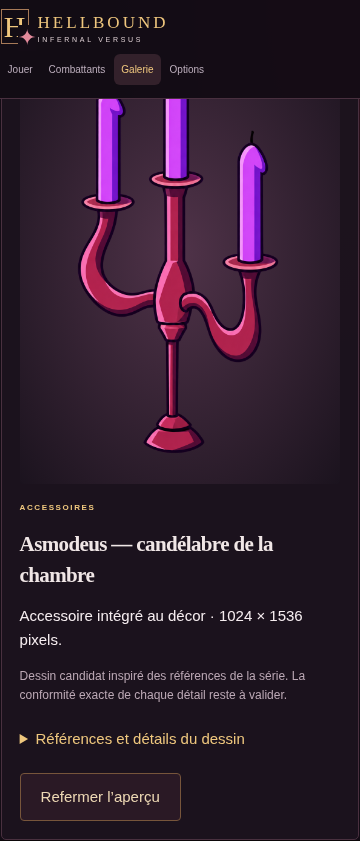 H HELLBOUND
INFERNAL VERSUS
Jouer Combattants Galerie Options
ACCESSOIRES
Asmodeus — candélabre de la
chambre
Accessoire intégré au décor · 1024 × 1536
pixels.
Dessin candidat inspiré des références de la série. La
conformité exacte de chaque détail reste à valider.
Références et détails du dessin
Refermer l’aperçu